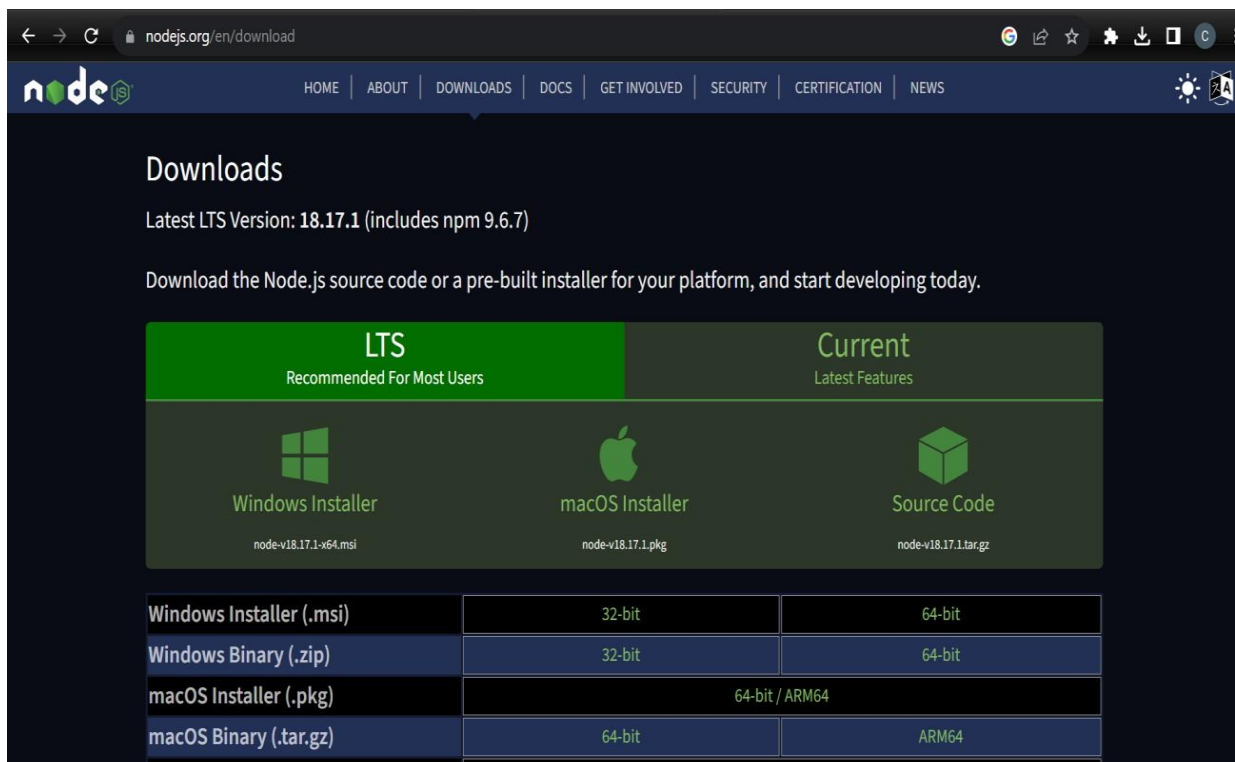 nodejs.org/en/download
C
node JS
HOME | ABOUT | DOWNLOADS | DOCS | GET INVOLVED | SECURITY | CERTIFICATION | NEWS
Downloads
Latest LTS Version: 18.17.1 (includes npm 9.6.7)
Download the Node.js source code or a pre-built installer for your platform, and start developing today.
LTS
Recommended For Most Users
Current
Latest Features
Windows Installer
node-v18.17.1-x64.msi
macOS Installer
node-v18.17.1.pkg
Source Code
node-v18.17.1.tar.gz
Windows Installer (.msi) 32-bit 64-bit
Windows Binary (.zip) 32-bit 64-bit
macOS Installer (.pkg) 64-bit / ARM64
macOS Binary (.tar.gz) 64-bit ARM64